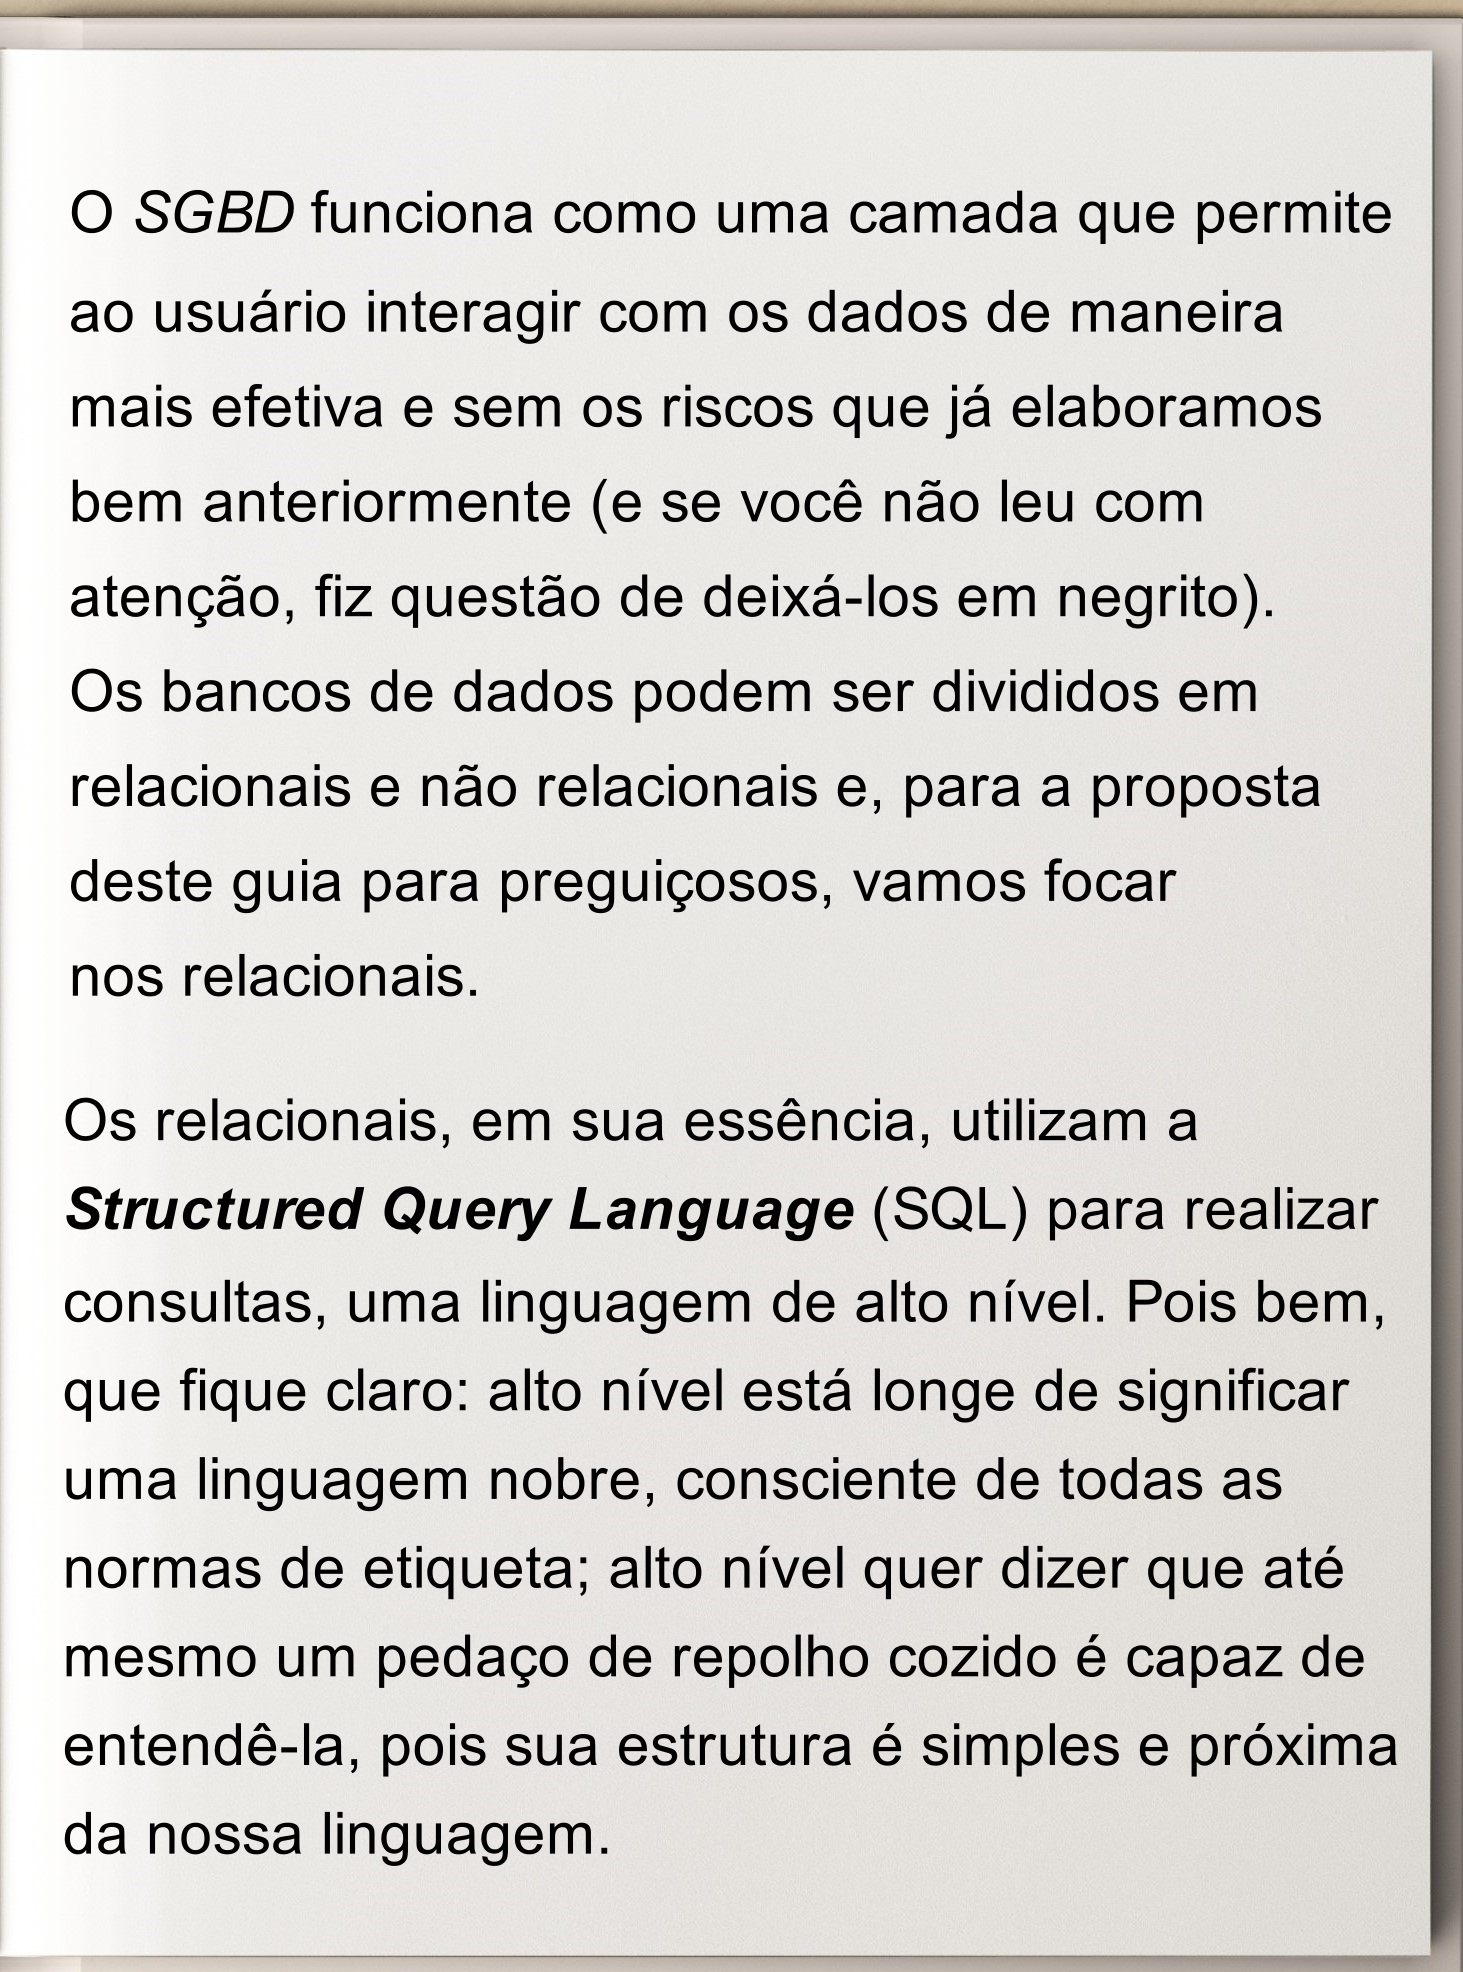 O SGBD funciona como uma camada que permite
ao usuário interagir com os dados de maneira
mais efetiva e sem os riscos que já elaboramos
bem anteriormente (e se você não leu com
atenção, fiz questão de deixá-los em negrito).
Os bancos de dados podem ser divididos em
relacionais e não relacionais e, para a proposta
deste guia para preguiçosos, vamos focar
nos relacionais.
Os relacionais, em sua essência, utilizam a
Structured Query Language (SQL) para realizar
consultas, uma linguagem de alto nível. Pois bem,
que fique claro: alto nível está longe de significar
uma linguagem nobre, consciente de todas as
normas de etiqueta; alto nível quer dizer que até
mesmo um pedaço de repolho cozido é capaz de
entendê-la, pois sua estrutura é simples e próxima
da nossa linguagem.